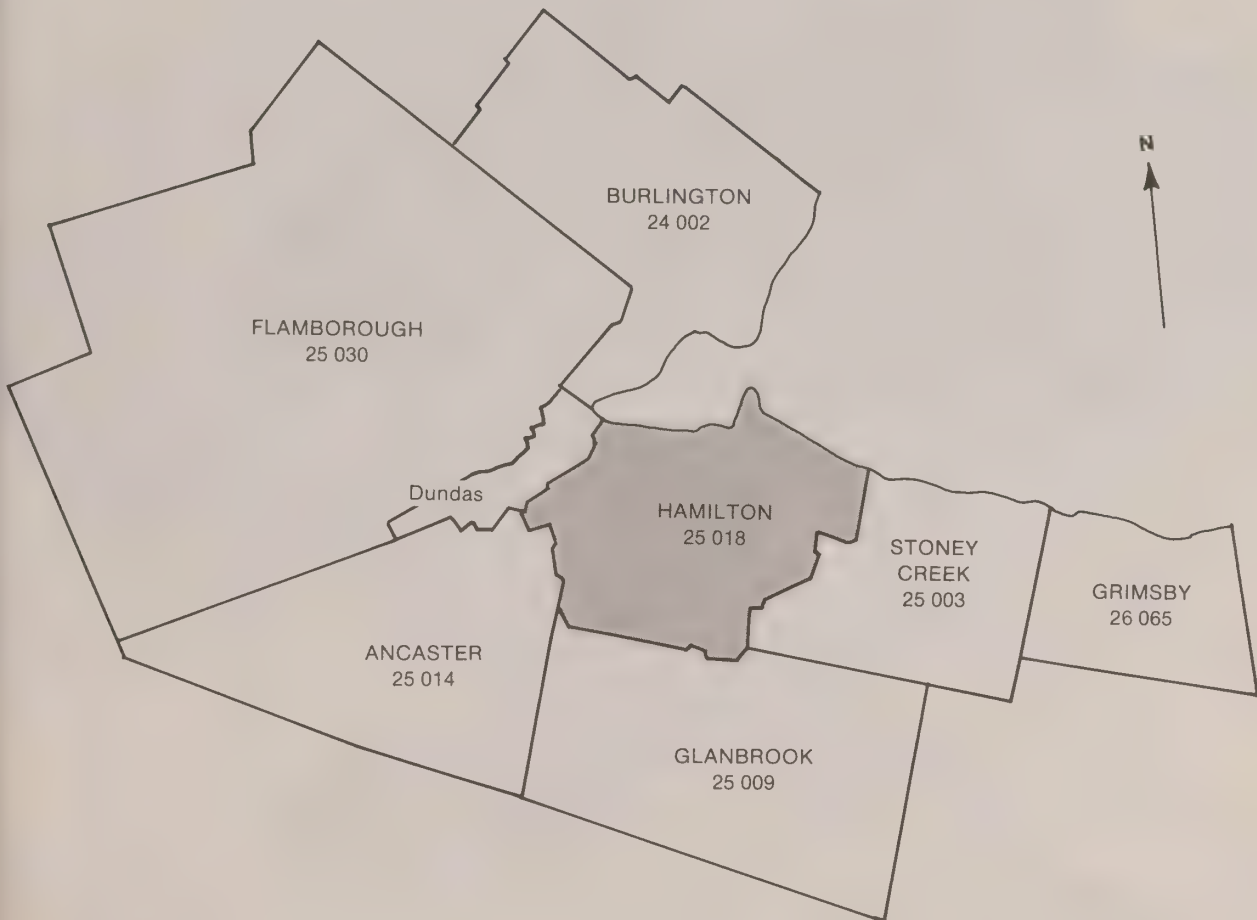 N
BURLINGTON
24 002
FLAMBOROUGH
25 030
Dundas
HAMILTON
25 018
STONEY
CREEK
25 003
GRIMSBY
26 065
ANCASTER
25 014
GLANBROOK
25 009